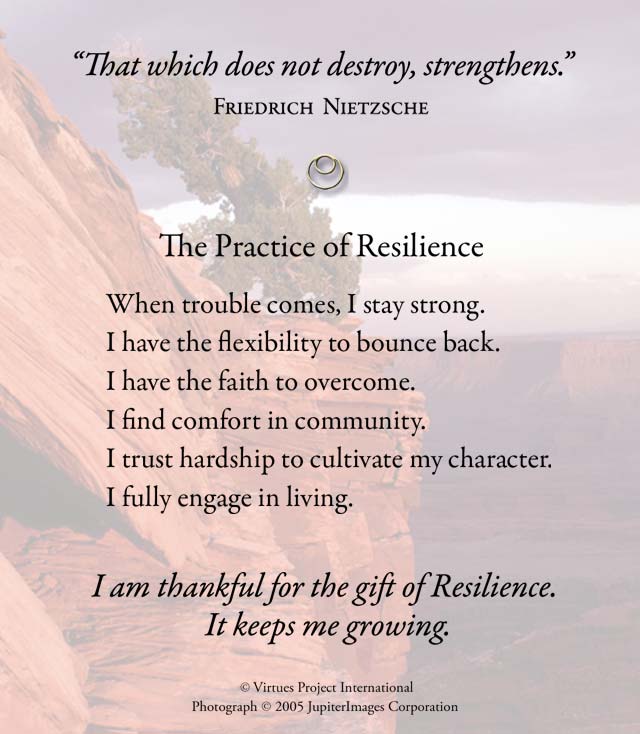 “That which does not destroy, strengthens.”
Friedrich Nietzsche
The Practice of Resilience
When trouble comes, I stay strong.
I have the flexibility to bounce back.
I have the faith to overcome.
I find comfort in community.
I trust hardship to cultivate my character.
I fully engage in living.
I am thankful for the gift of Resilience.
It keeps me growing.
© Virtues Project International
Photograph © 2005 JupiterImages Corporation